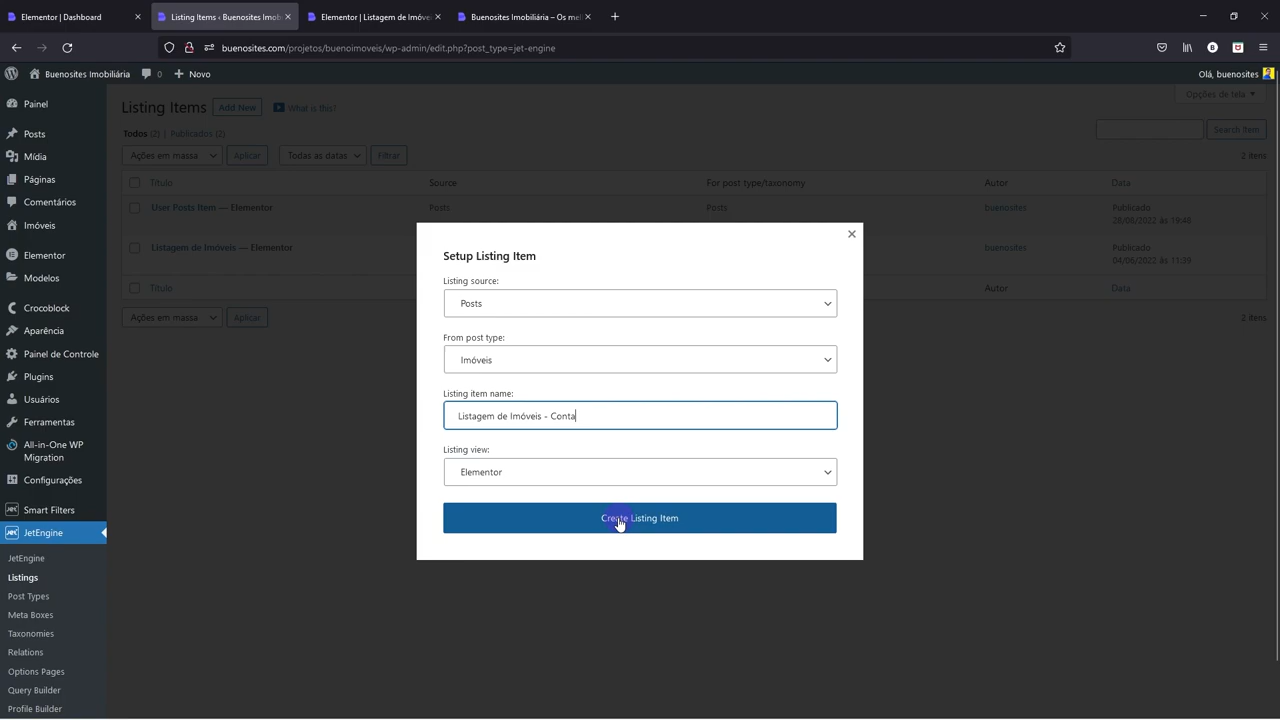 Elementor | Dashboard
Listing Items ‹ Buenosites Imob
Elementor | Listagem de Imóvei
Buenosites Imobiliária – Os mel
buenosites.com/projetos/buenoimoveis/wp-admin/edit.php?post_type=jet-engine
Buenosites Imobiliária
0
Novo
Olá, buenosites
Painel
Posts
Mídia
Páginas
Comentários
Imóveis
Elementor
Modelos
Crocoblock
Aparência
Painel de Controle
Plugins
Usuários
Ferramentas
All-in-One WP
Migration
Configurações
Smart Filters
JetEngine
JetEngine
Listings
Post Types
Meta Boxes
Taxonomies
Relations
Options Pages
Query Builder
Profile Builder
Listing Items
Add New
What is this?
Opções de tela
Todos (2) | Publicados (2)
Search Item
Ações em massa
Aplicar
Todas as datas
Filtrar
2 itens
Título
Source
For post type/taxonomy
Autor
Data
User Posts Item — Elementor
Posts
Posts
buenosites
Publicado
28/06/2022 às 19:46
Listagem de Imóveis — Elementor
buenosites
Publicado
04/06/2022 às 11:39
Título
Autor
Data
Ações em massa
Aplicar
2 itens
Setup Listing Item
Listing source:
Posts
From post type:
Imóveis
Listing item name:
Listagem de Imóveis - Conta
Listing view:
Elementor
Create Listing Item